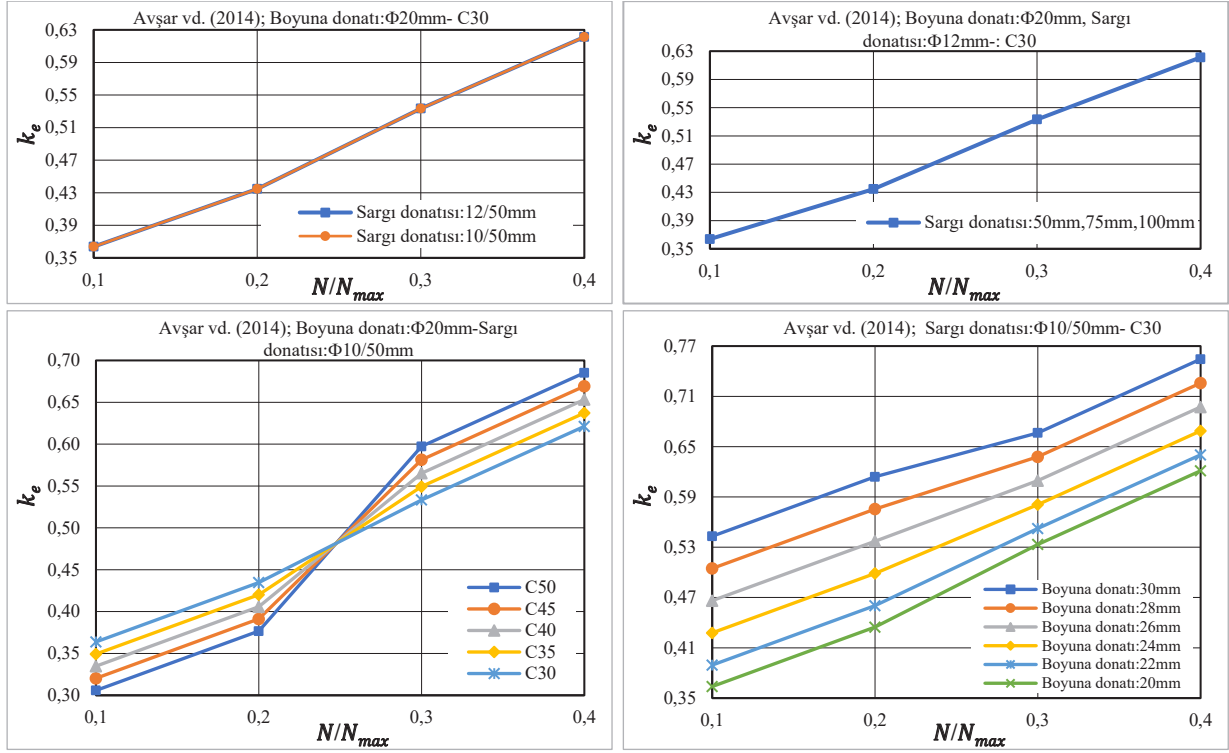 Avşar vd. (2014); Boyuna donatı:Φ20mm- C30
0,63
0,59
0,55
0,51
0,47
0,43
0,39
0,35
k_e
Sargı donatısı:12/50mm
Sargı donatısı:10/50mm
0,1 0,2 0,3 0,4
N/N_max
Avşar vd. (2014); Boyuna donatı:Φ20mm, Sargı
donatısı:Φ12mm-: C30
0,63
0,59
0,55
0,51
0,47
0,43
0,39
0,35
k_e
Sargı donatısı:50mm,75mm,100mm
0,1 0,2 0,3 0,4
N/N_max
Avşar vd. (2014); Boyuna donatı:Φ20mm-Sargı
donatısı:Φ10/50mm
0,70
0,65
0,60
0,55
0,50
0,45
0,40
0,35
0,30
k_e
C50
C45
C40
C35
C30
0,1 0,2 0,3 0,4
N/N_max
Avşar vd. (2014); Sargı donatısı:Φ10/50mm- C30
0,77
0,71
0,65
0,59
0,53
0,47
0,41
0,35
k_e
Boyuna donatı:30mm
Boyuna donatı:28mm
Boyuna donatı:26mm
Boyuna donatı:24mm
Boyuna donatı:22mm
Boyuna donatı:20mm
0,1 0,2 0,3 0,4
N/N_max